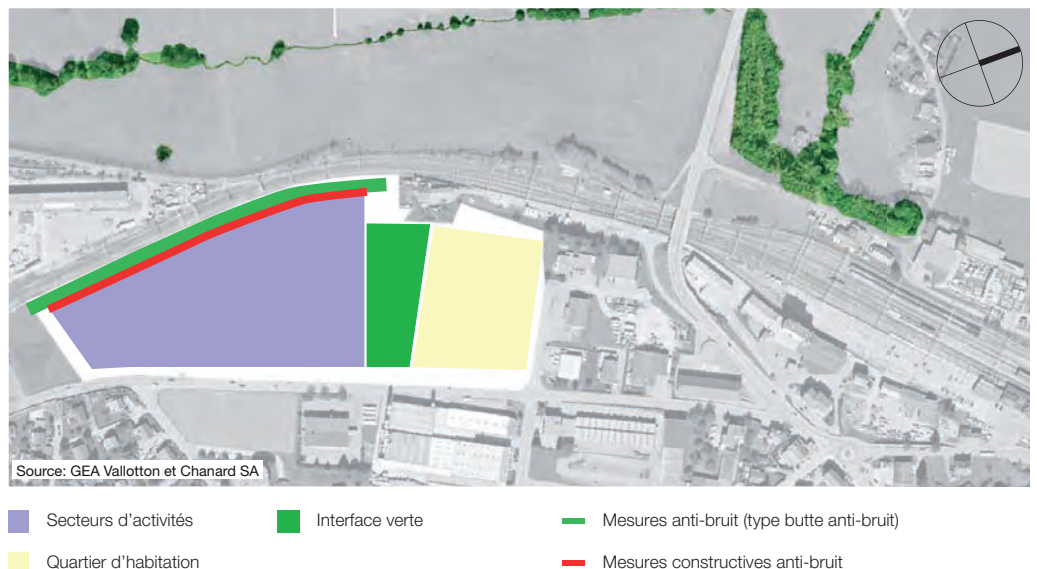 Source: GEA Vallotton et Chanard SA
Secteurs d'activités
Interface verte
Mesures anti-bruit (type butte anti-bruit)
Quartier d'habitation
Mesures constructives anti-bruit